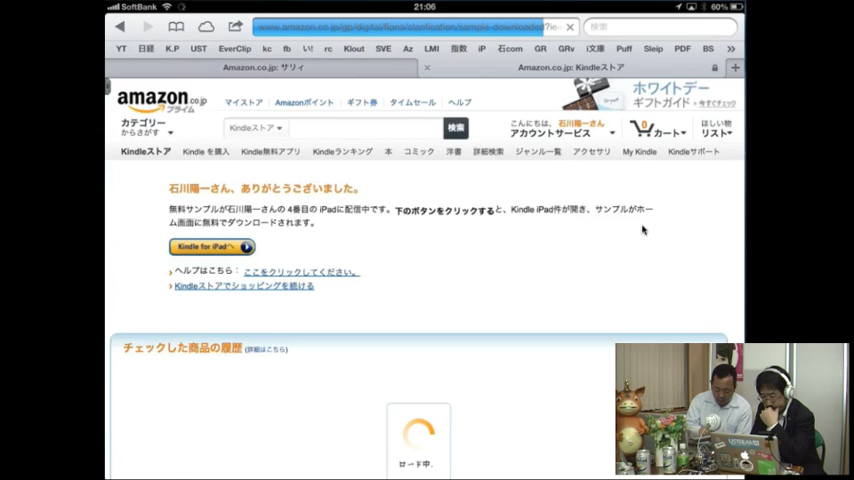 SoftBank 21:06 60%
検索
YT 日経 K.P UST EverClip kc fb い! rc Klout SVE Az LMI 指数 iP 石com GR GRv i文庫 Puff Sleip PDF BS
Amazon.co.jp: サリィ
Amazon.co.jp: Kindleストア
amazon.co.jp
プライム
マイストア Amazonポイント ギフト券 タイムセール ヘルプ
ホワイトデー
ギフトガイド 今すぐチェック
カテゴリー
からさがす
Kindleストア
検索
こんにちは、石川陽一さん
アカウントサービス
0
カート
ほしい物
リスト
Kindleストア Kindle を購入 Kindle無料アプリ Kindleランキング 本 コミック 洋書 詳細検索 ジャンル一覧 アクセサリ My Kindle Kindleサポート
石川陽一さん、ありがとうございました。
無料サンプルが石川陽一さんの 4番目の iPadに配信中です。下のボタンをクリックすると、Kindle iPad件が開き、サンプルがホー
ム画面に無料でダウンロードされます。
Kindle for iPadへ
ヘルプはこちら： ここをクリックしてください。
Kindleストアでショッピングを続ける
チェックした商品の履歴 (詳細はこちら)
ロード中.
USTREAM